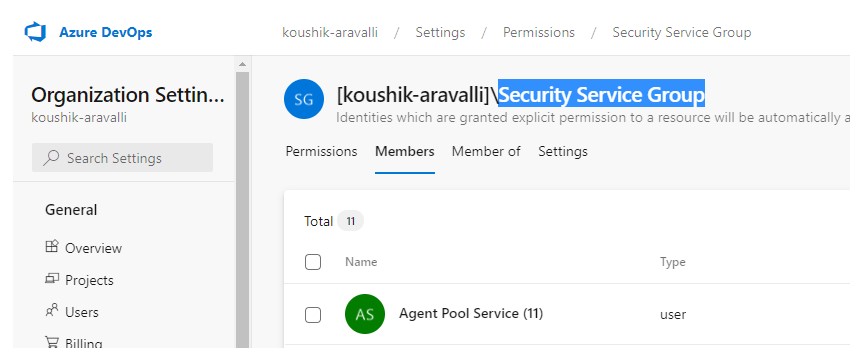 Azure DevOps
koushik-aravalli / Settings / Permissions / Security Service Group
Organization Settin...
koushik-aravalli
Search Settings
General
Overview
Projects
Users
Billing
SG
[koushik-aravalli]\Security Service Group
Identities which are granted explicit permission to a resource will be automatically a
Permissions Members Member of Settings
Total 11
Name Type
AS Agent Pool Service (11) user